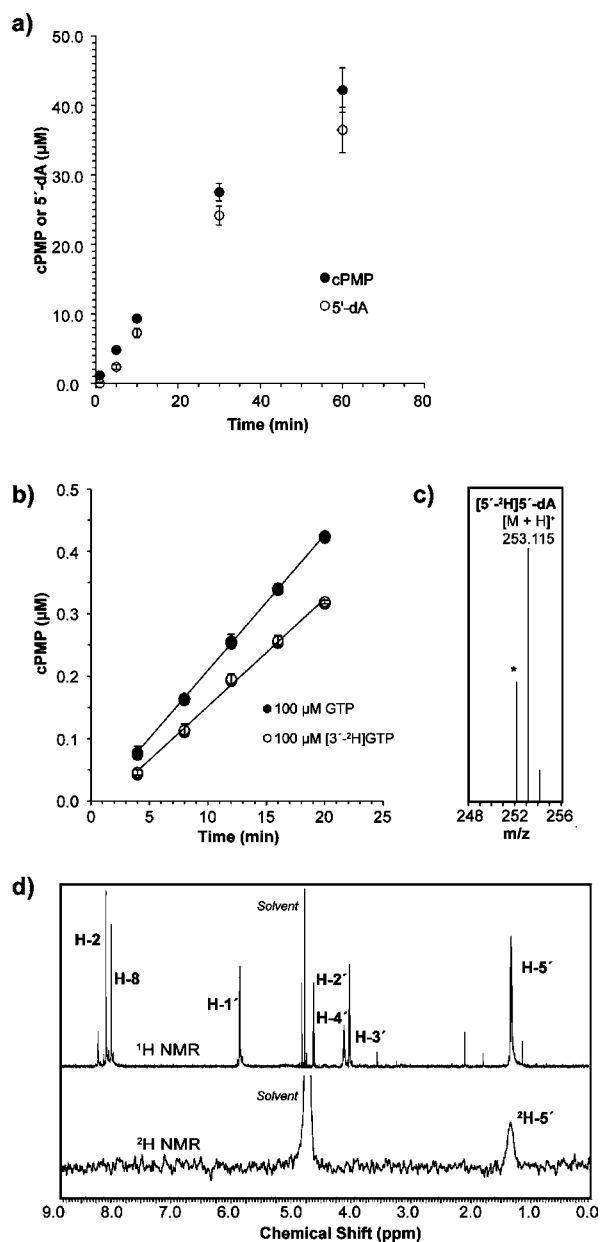 a)
50.0
40.0
30.0
20.0
10.0
0.0
cPMP or 5´-dA (µM)
cPMP
5'-dA
0 20 40 60 80
Time (min)
b)
0.5
0.4
0.3
0.2
0.1
0.0
cPMP (µM)
100 µM GTP
100 µM [3´-²H]GTP
0 5 10 15 20 25
Time (min)
c)
[5´-²H]5´-dA
[M + H]⁺
253.115
*
248 252 256
m/z
d)
Solvent
H-2
H-8
H-1´
H-2´
H-4´
H-3´
H-5´
¹H NMR
Solvent
²H NMR
²H-5´
9.0 8.0 7.0 6.0 5.0 4.0 3.0 2.0 1.0 0.0
Chemical Shift (ppm)